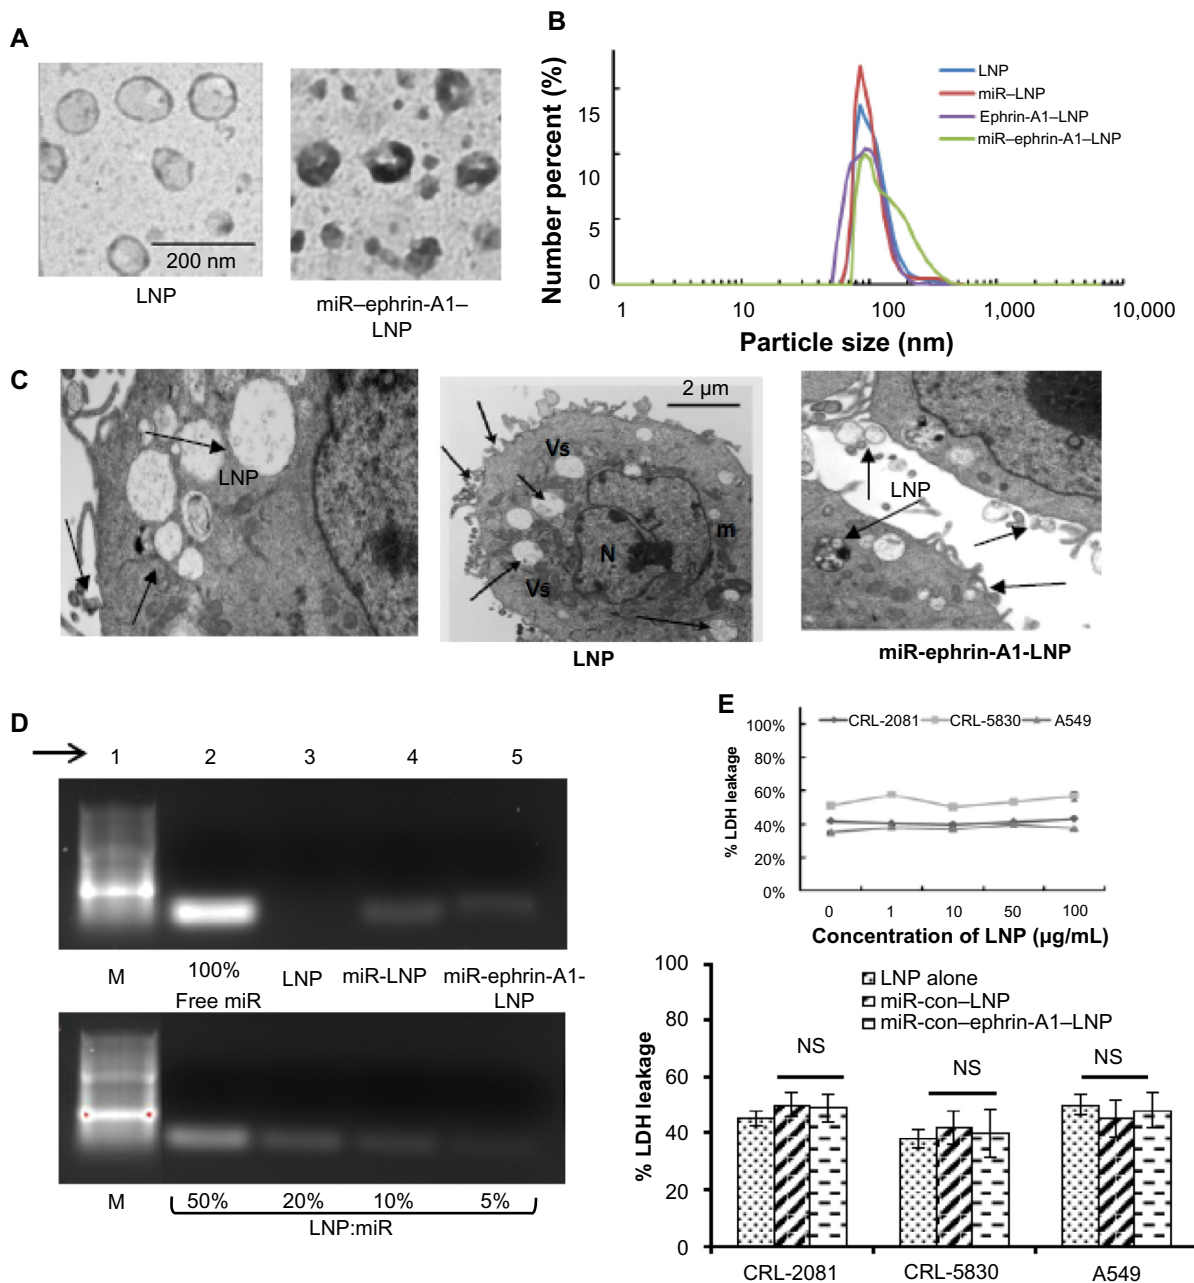 A
200 nm
LNP
miR–ephrin-A1–
LNP
B
Number percent (%)
15
10
5
0
1
10
100
1,000
10,000
Particle size (nm)
LNP
miR–LNP
Ephrin-A1–LNP
miR–ephrin-A1–LNP
C
LNP
2 µm
Vs
m
N
Vs
LNP
LNP
miR-ephrin-A1-LNP
D
1
2
3
4
5
M
100%
Free miR
LNP
miR-LNP
miR-ephrin-A1-
LNP
M
50%
20%
10%
5%
LNP:miR
E
CRL-2081
CRL-5830
A549
% LDH leakage
100%
80%
60%
40%
20%
0%
0
1
10
50
100
Concentration of LNP (µg/mL)
% LDH leakage
100
80
60
40
20
0
LNP alone
miR-con–LNP
miR-con–ephrin-A1–LNP
NS
NS
NS
CRL-2081
CRL-5830
A549